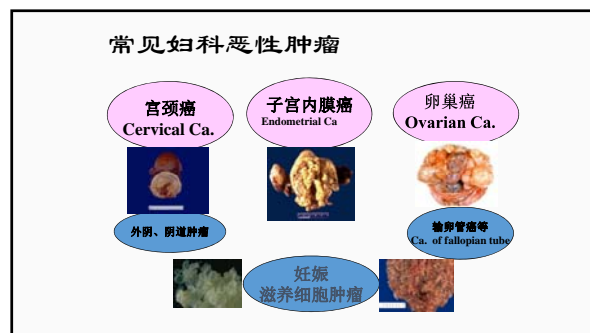 常见妇科恶性肿瘤
宫颈癌
Cervical Ca.
子宫内膜癌
Endometrial Ca
卵巢癌
Ovarian Ca.
外阴、阴道肿瘤
输卵管癌等
Ca. of fallopian tube
妊娠
滋养细胞肿瘤